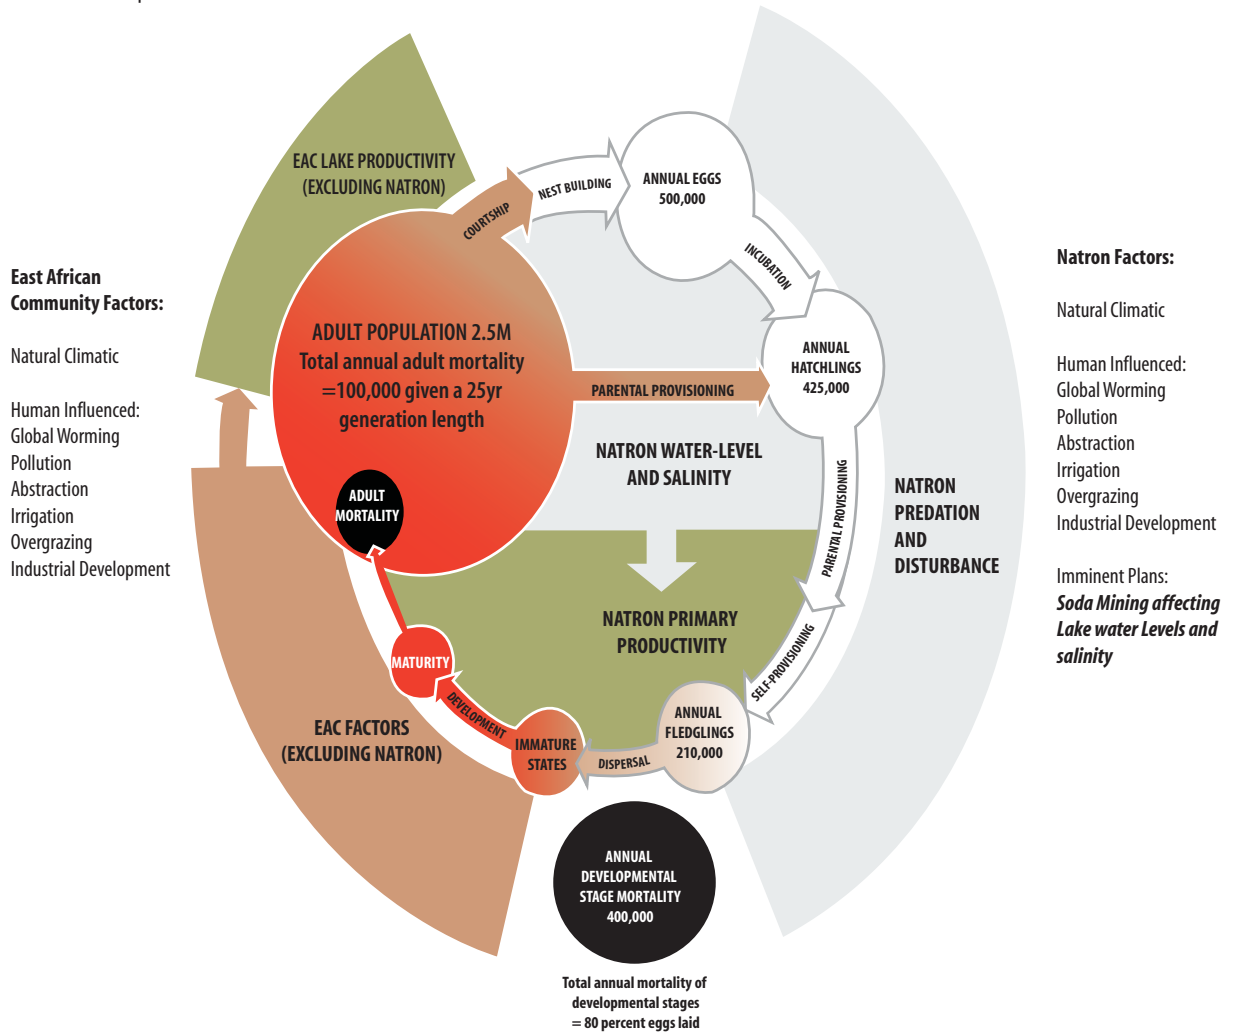 EAC LAKE PRODUCTIVITY
(EXCLUDING NATRON)
COURTSHIP
NEST BUILDING
ANNUAL EGGS
500,000
INCUBATION
East African
Community Factors:
Natural Climatic
Human Influenced:
Global Worming
Pollution
Abstraction
Irrigation
Overgrazing
Industrial Development
ADULT POPULATION 2.5M
Total annual adult mortality
=100,000 given a 25yr
generation length
ANNUAL
HATCHLINGS
425,000
PARENTAL PROVISIONING
NATRON WATER-LEVEL
AND SALINITY
ADULT
MORTALITY
PARENTAL PROVISIONING
NATRON
PREDATION
AND
DISTURBANCE
Natron Factors:
Natural Climatic
Human Influenced:
Global Worming
Pollution
Abstraction
Irrigation
Overgrazing
Industrial Development
Imminent Plans:
Soda Mining affecting
Lake water Levels and
salinity
NATRON PRIMARY
PRODUCTIVITY
SELF-PROVISIONING
MATURITY
DEVELOPMENT
ANNUAL
FLEDGLINGS
210,000
EAC FACTORS
(EXCLUDING NATRON)
IMMATURE
STATES
DISPERSAL
ANNUAL
DEVELOPMENTAL
STAGE MORTALITY
400,000
Total annual mortality of
developmental stages
= 80 percent eggs laid